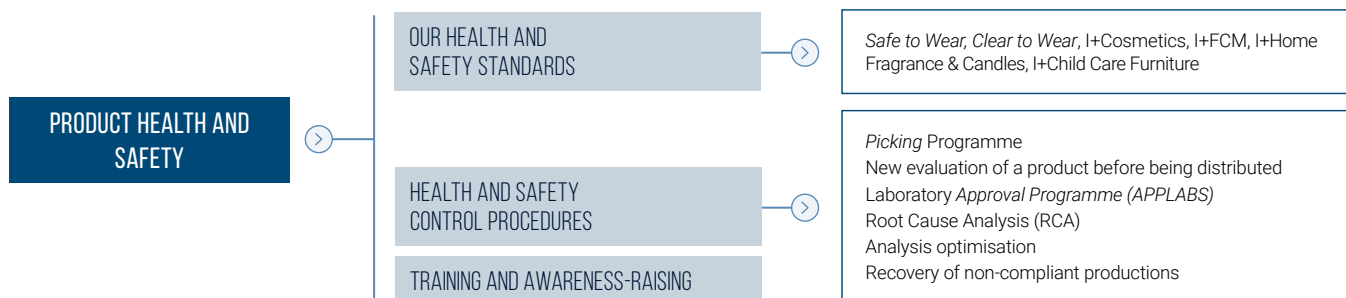 PRODUCT HEALTH AND
SAFETY
OUR HEALTH AND
SAFETY STANDARDS
Safe to Wear, Clear to Wear, I+Cosmetics, I+FCM, I+Home
Fragrance & Candles, I+Child Care Furniture
HEALTH AND SAFETY
CONTROL PROCEDURES
Picking Programme
New evaluation of a product before being distributed
Laboratory Approval Programme (APPLABS)
Root Cause Analysis (RCA)
Analysis optimisation
Recovery of non-compliant productions
TRAINING AND AWARENESS-RAISING